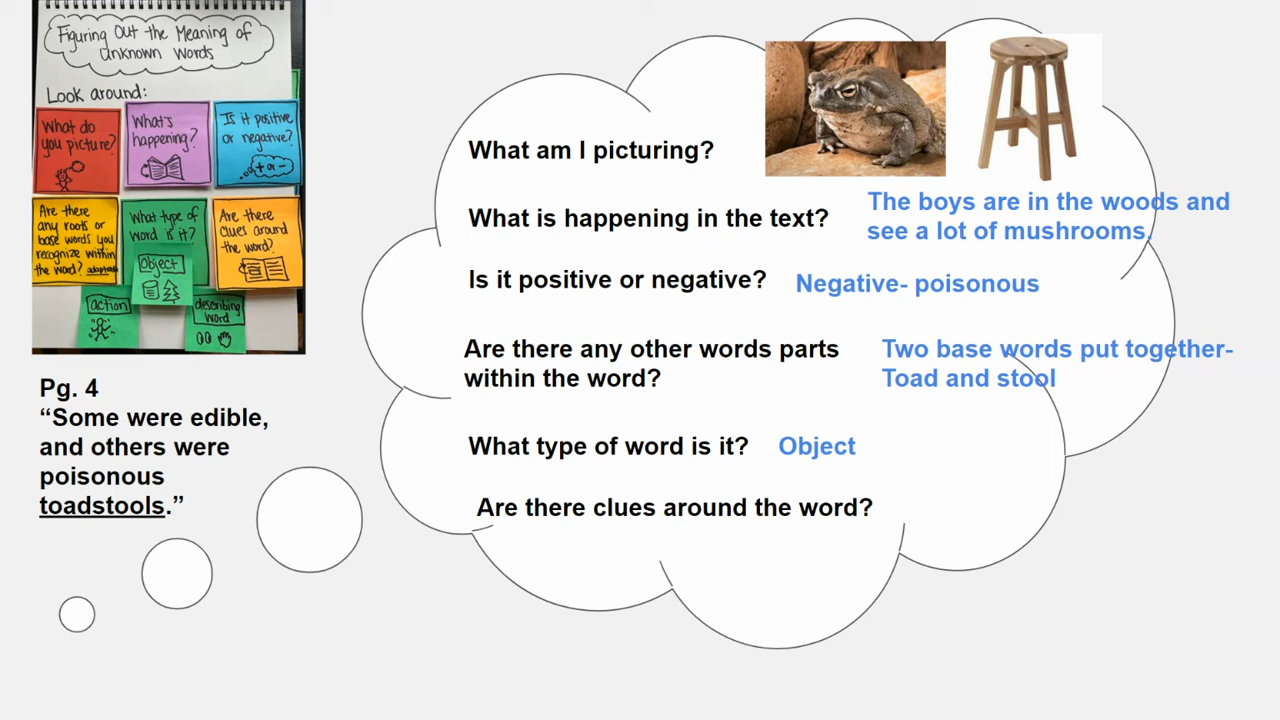 Figuring Out the Meaning of
Unknown Words
Look around:
What do
you picture?
What's
happening?
Is it positive
or negative?
+ or -
Are there
any roots or
base words you
recognize within
the word?
What type of
word is it?
Are there
clues around
the word?
object
action
describing
word
Pg. 4
“Some were edible,
and others were
poisonous
toadstools.”
What am I picturing?
What is happening in the text?
The boys are in the woods and
see a lot of mushrooms.
Is it positive or negative?
Negative- poisonous
Are there any other words parts
within the word?
Two base words put together-
Toad and stool
What type of word is it?
Object
Are there clues around the word?